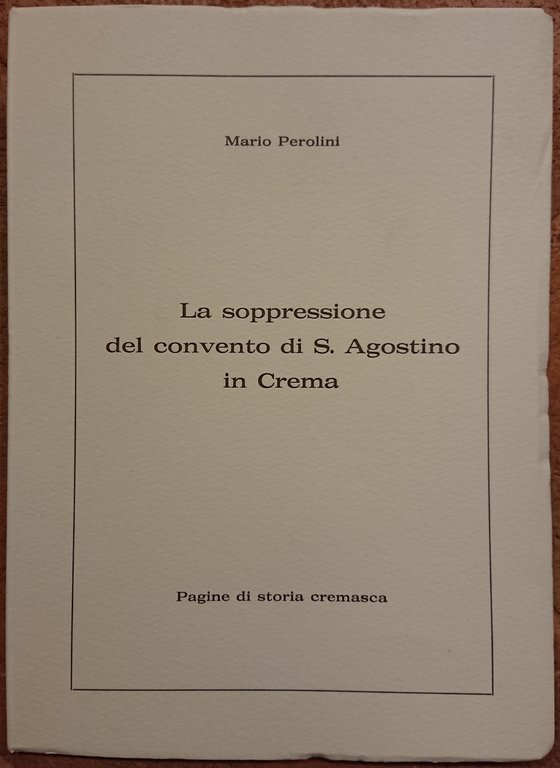 Mario Perolini
La soppressione
del convento di S. Agostino
in Crema
Pagine di storia cremasca